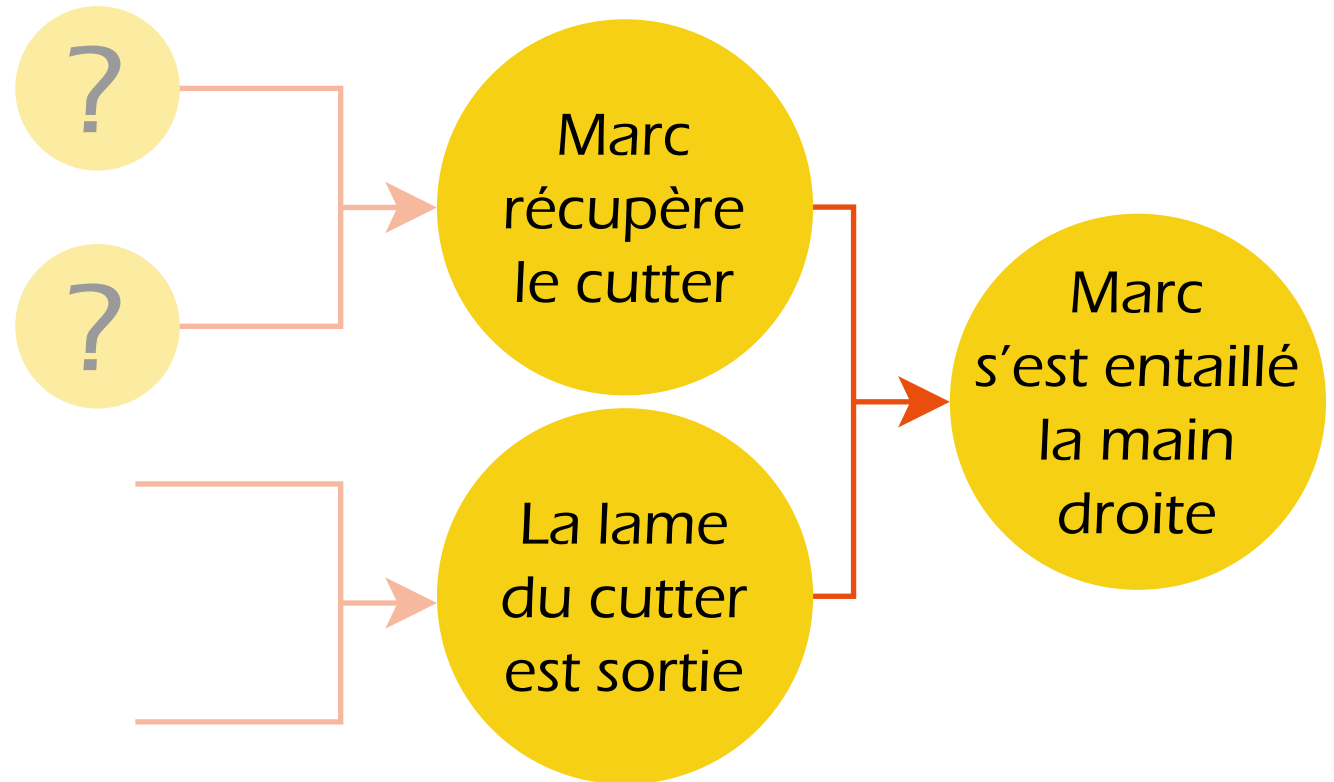 ?
?
Marc
récupère
le cutter
La lame
du cutter
est sortie
Marc
s'est entaillé
la main
droite